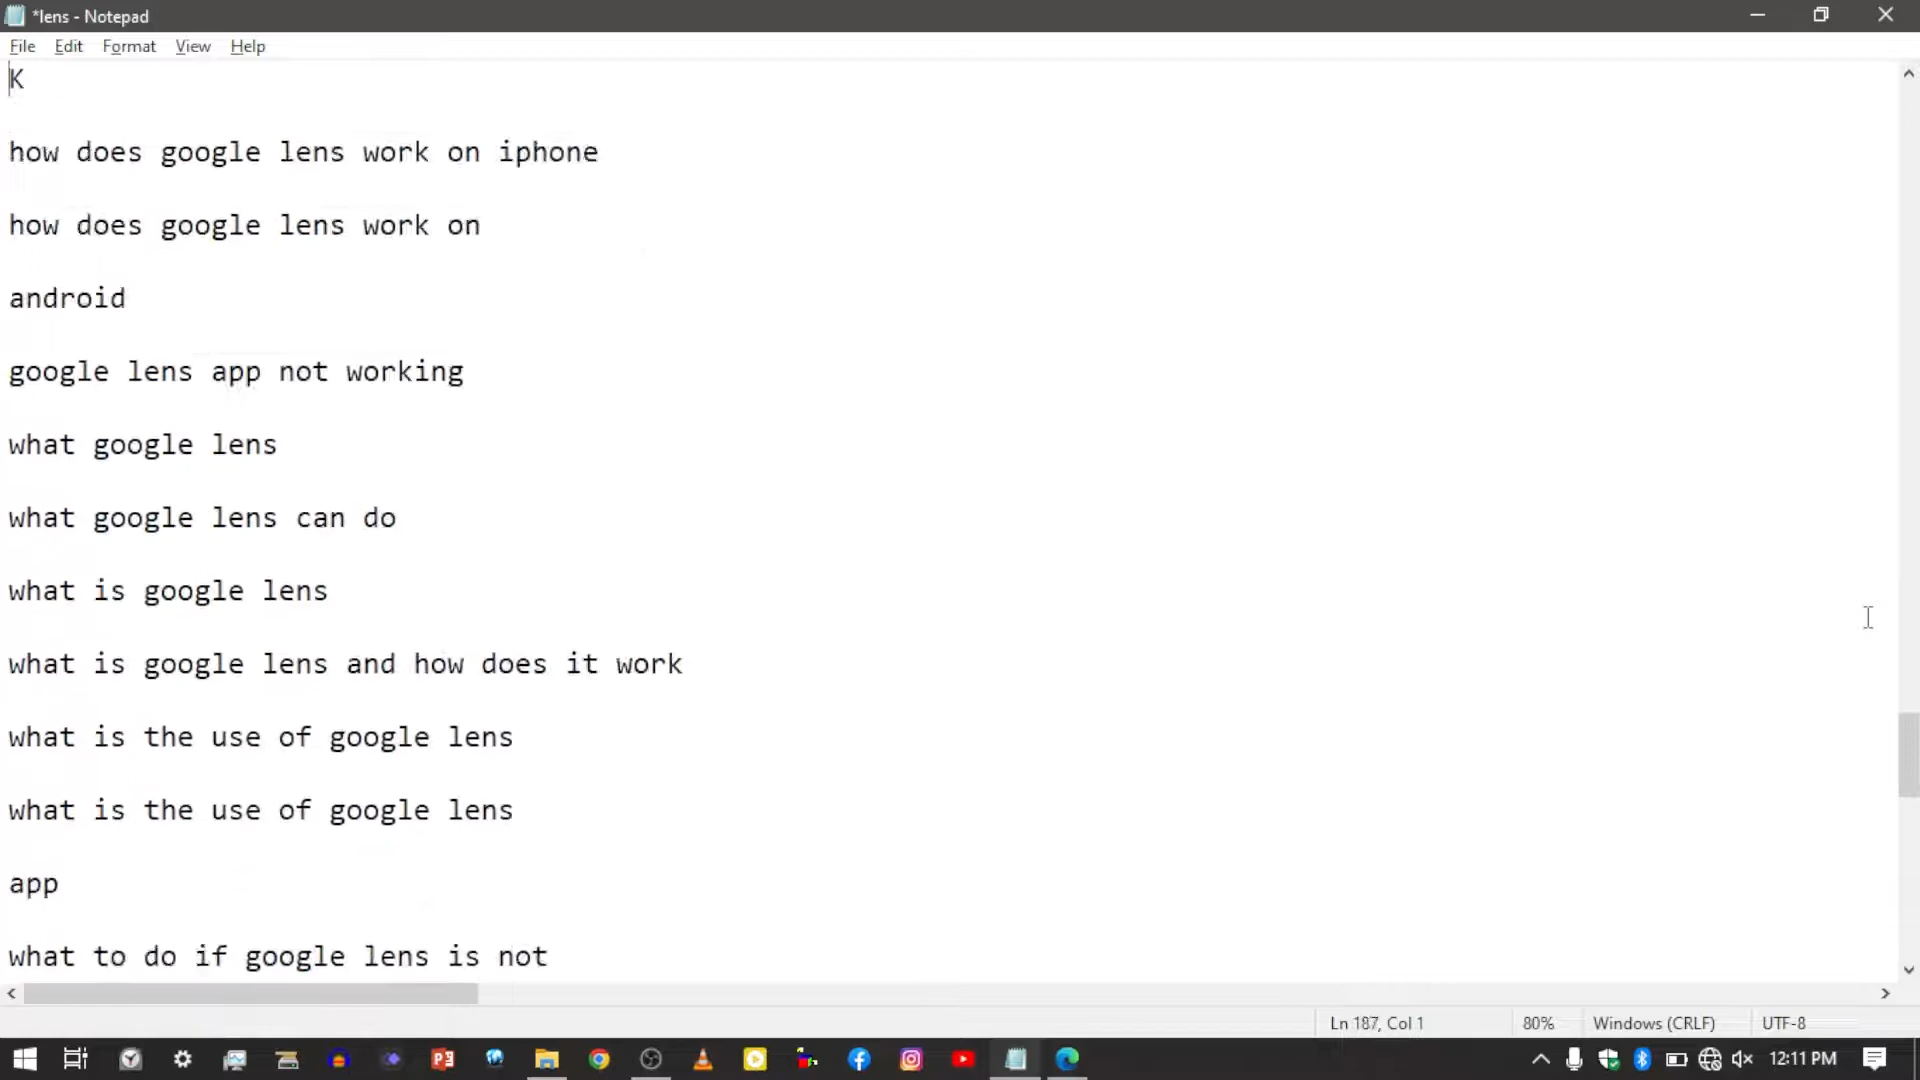 *lens - Notepad
File Edit Format View Help
K
how does google lens work on iphone
how does google lens work on
android
google lens app not working
what google lens
what google lens can do
what is google lens
what is google lens and how does it work
what is the use of google lens
what is the use of google lens
app
what to do if google lens is not
Ln 187, Col 1 80% Windows (CRLF) UTF-8
12:11 PM